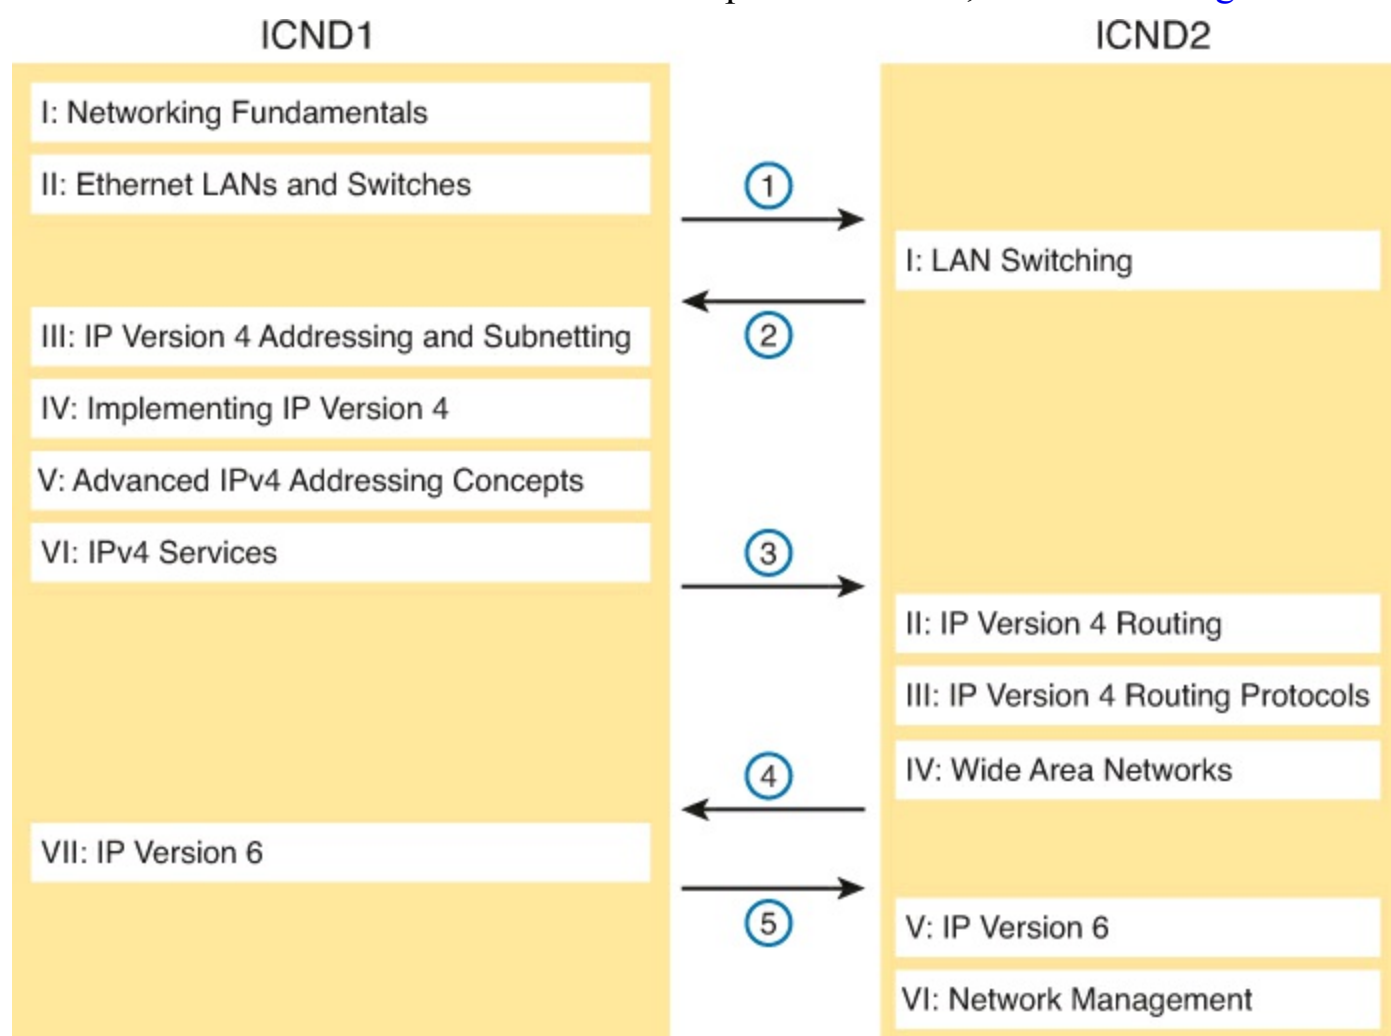 ICND1
ICND2
I: Networking Fundamentals
II: Ethernet LANs and Switches
1
I: LAN Switching
2
III: IP Version 4 Addressing and Subnetting
IV: Implementing IP Version 4
V: Advanced IPv4 Addressing Concepts
VI: IPv4 Services
3
II: IP Version 4 Routing
III: IP Version 4 Routing Protocols
IV: Wide Area Networks
4
VII: IP Version 6
5
V: IP Version 6
VI: Network Management